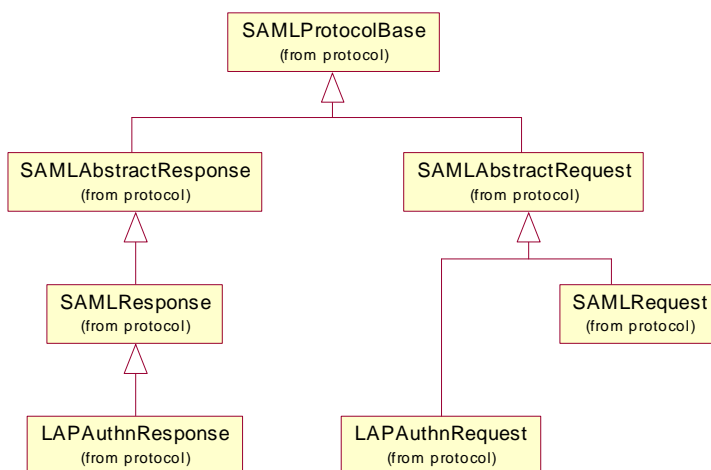 SAMLProtocolBase
(from protocol)
SAMLAbstractResponse
(from protocol)
SAMLAbstractRequest
(from protocol)
SAMLResponse
(from protocol)
SAMLRequest
(from protocol)
LAPAuthnResponse
(from protocol)
LAPAuthnRequest
(from protocol)